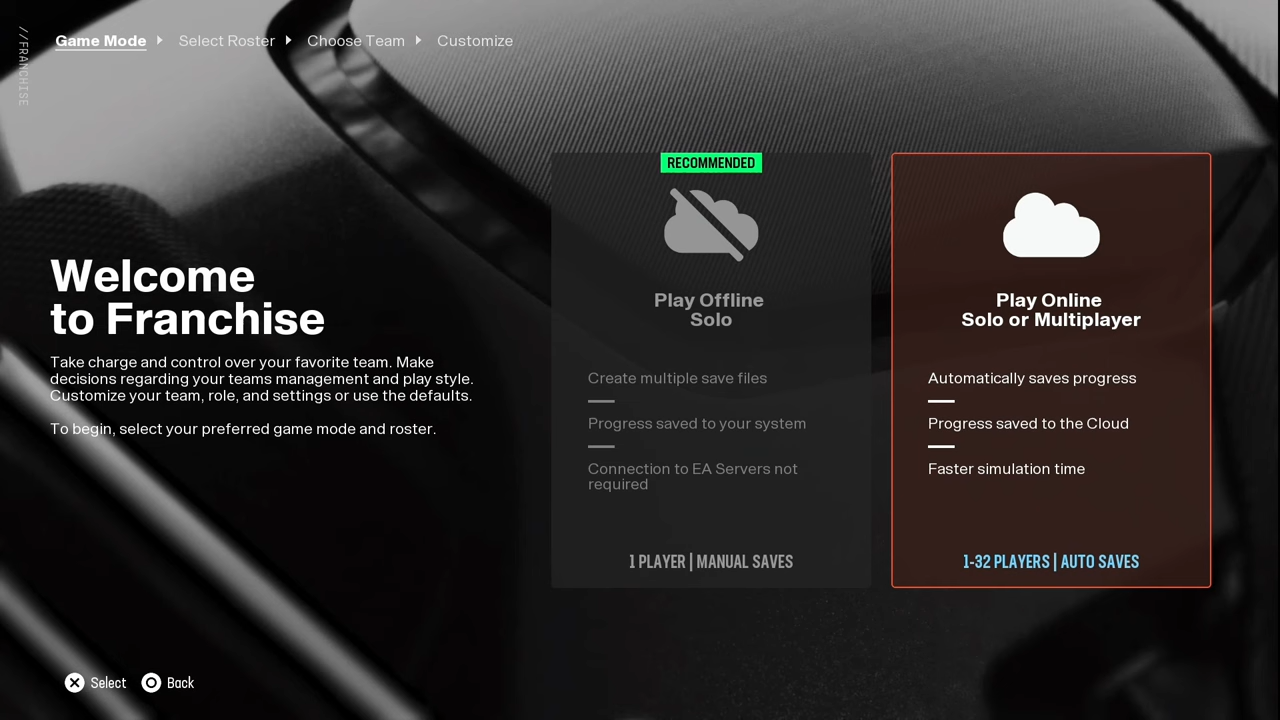 //FRANCHISE
Game Mode Select Roster Choose Team Customize
Welcome
to Franchise
Take charge and control over your favorite team. Make
decisions regarding your teams management and play style.
Customize your team, role, and settings or use the defaults.
To begin, select your preferred game mode and roster.
RECOMMENDED
Play Offline
Solo
Create multiple save files
Progress saved to your system
Connection to EA Servers not
required
1 PLAYER | MANUAL SAVES
Play Online
Solo or Multiplayer
Automatically saves progress
Progress saved to the Cloud
Faster simulation time
1-32 PLAYERS | AUTO SAVES
Select Back